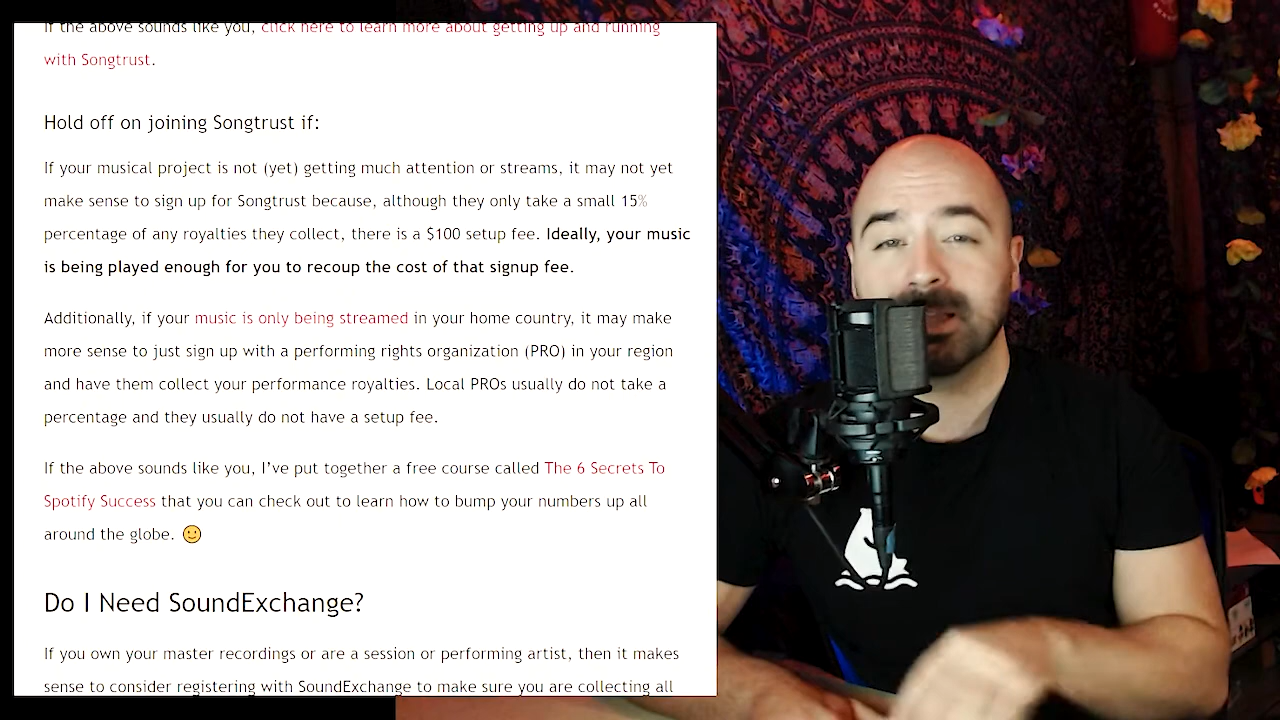 If the above sounds like you, click here to learn more about getting up and running
with Songtrust.
Hold off on joining Songtrust if:
If your musical project is not (yet) getting much attention or streams, it may not yet
make sense to sign up for Songtrust because, although they only take a small 15%
percentage of any royalties they collect, there is a $100 setup fee. Ideally, your music
is being played enough for you to recoup the cost of that signup fee.
Additionally, if your music is only being streamed in your home country, it may make
more sense to just sign up with a performing rights organization (PRO) in your region
and have them collect your performance royalties. Local PROs usually do not take a
percentage and they usually do not have a setup fee.
If the above sounds like you, I’ve put together a free course called The 6 Secrets To
Spotify Success that you can check out to learn how to bump your numbers up all
around the globe. 🙂
Do I Need SoundExchange?
If you own your master recordings or are a session or performing artist, then it makes
sense to consider registering with SoundExchange to make sure you are collecting all